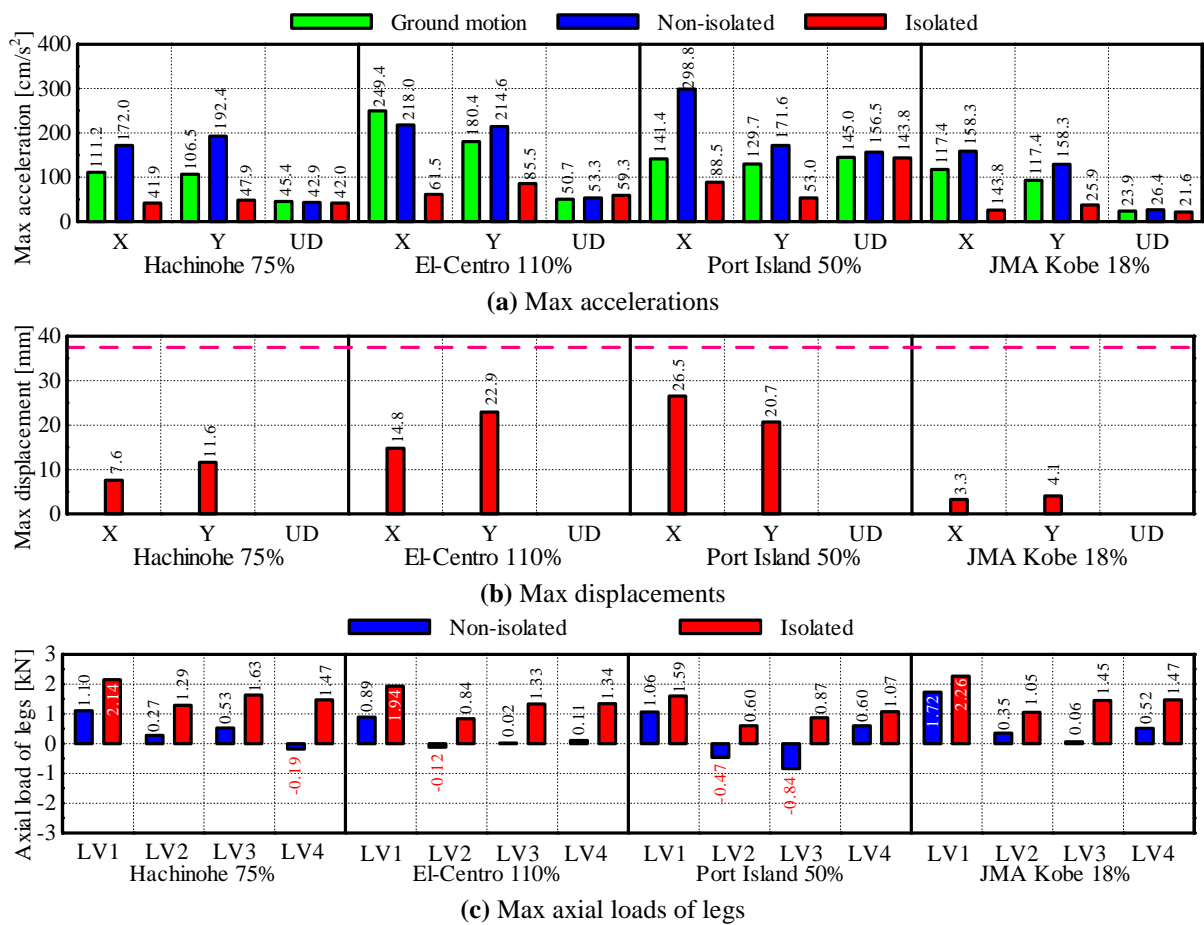 Ground motion Non-isolated Isolated
Max acceleration [cm/s²]
400
300
200
100
0
111.2 172.0 41.9 106.5 192.4 47.9 45.4 42.9 42.0 249.4 218.0 61.5 180.4 214.6 85.5 50.7 53.3 59.3 141.4 298.8 88.5 129.7 171.6 53.0 145.0 156.5 143.8 117.4 158.3 143.8 117.4 158.3 25.9 23.9 26.4 21.6
X Y UD X Y UD X Y UD X Y UD
Hachinohe 75% El-Centro 110% Port Island 50% JMA Kobe 18%
(a) Max accelerations
Max displacement [mm]
40
30
20
10
0
7.6 11.6 14.8 22.9 26.5 20.7 3.3 4.1
X Y UD X Y UD X Y UD X Y UD
Hachinohe 75% El-Centro 110% Port Island 50% JMA Kobe 18%
(b) Max displacements
Non-isolated Isolated
Axial load of legs [kN]
3
2
1
0
-1
-2
-3
1.10 2.14 0.27 1.29 0.53 1.63 -0.19 1.47 0.89 1.94 -0.12 0.84 0.02 1.33 0.11 1.34 1.06 1.59 -0.47 0.60 -0.84 0.87 0.60 1.07 1.72 2.26 0.35 1.05 0.06 1.45 0.52 1.47
LV1 LV2 LV3 LV4 LV1 LV2 LV3 LV4 LV1 LV2 LV3 LV4 LV1 LV2 LV3 LV4
Hachinohe 75% El-Centro 110% Port Island 50% JMA Kobe 18%
(c) Max axial loads of legs